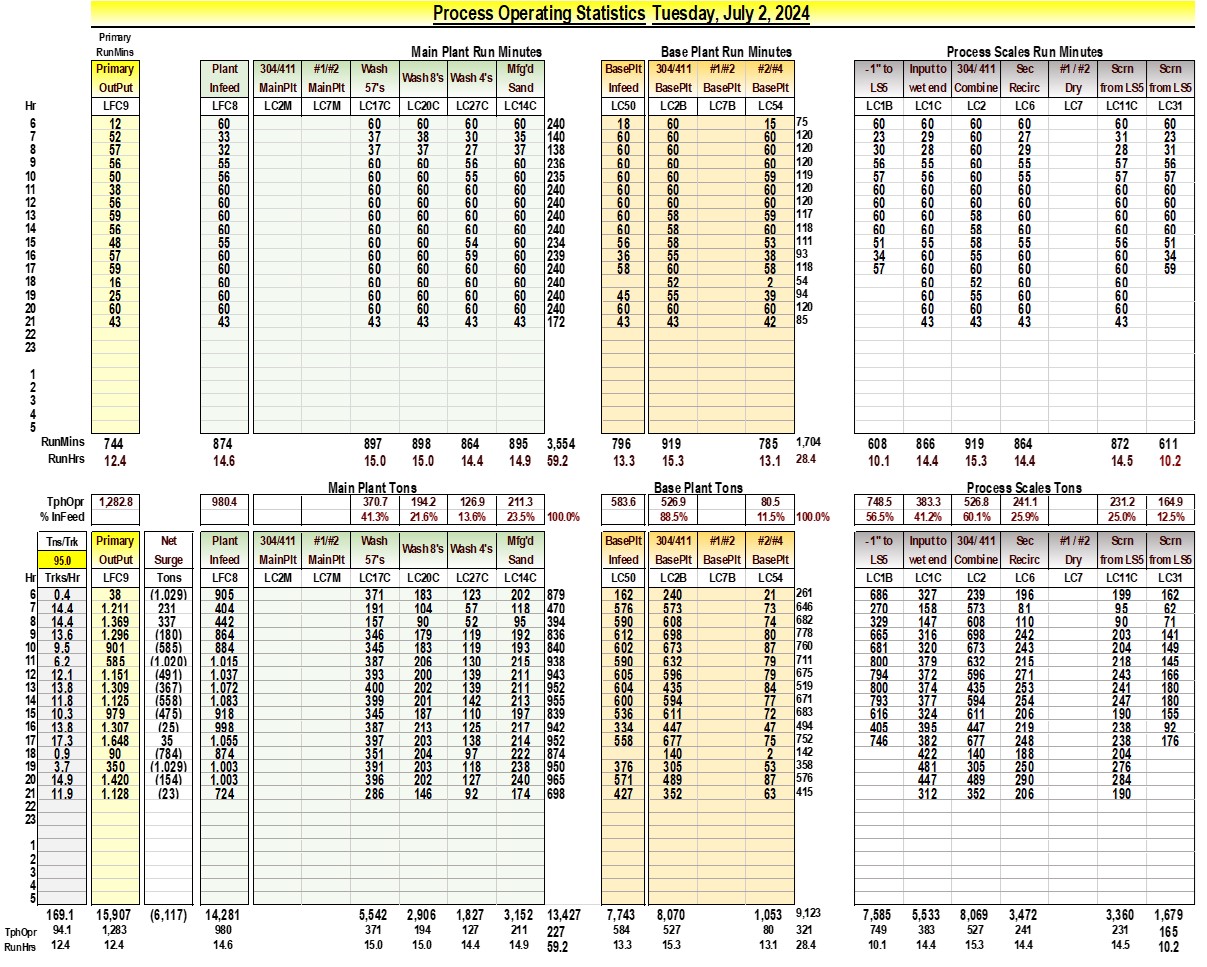 Process Operating Statistics Tuesday, July 2, 2024
Primary
RunMins Main Plant Run Minutes Base Plant Run Minutes Process Scales Run Minutes
Primary Plant 304/411 #1/#2 Wash Wash 8's Wash 4's Mfg'd BasePlt 304/411 #1/#2 #2/#4 -1" to Input to 304/411 Sec #1/#2 Scrn Scrn
OutPut Infeed MainPlt MainPlt 57's Sand Infeed BasePlt BasePlt BasePlt LS5 wet end Combine Recirc Dry from LS5 from LS5
Hr LFC9 LFC8 LC2M LC7M LC17C LC20C LC27C LC14C LC50 LC2B LC7B LC54 LC1B LC1C LC2 LC6 LC7 LC11C LC31
6 12 60 60 60 60 60 240 18 60 15 75 60 60 60 60 60 60
7 52 33 37 38 30 35 140 60 60 60 120 23 29 60 27 31 23
8 57 32 37 37 27 37 138 60 60 60 120 30 28 60 29 28 31
9 56 55 60 60 56 60 236 60 60 60 120 56 55 60 55 57 56
10 50 56 60 60 55 60 235 60 60 59 119 57 56 60 55 57 57
11 38 60 60 60 60 60 240 60 60 60 120 60 60 60 60 60 60
12 56 60 60 60 60 60 240 60 60 60 120 60 60 60 60 60 60
13 59 60 60 60 60 60 240 60 58 59 117 60 60 58 60 60 60
14 56 60 60 60 60 60 240 60 58 60 118 60 60 58 60 60 60
15 48 55 60 60 54 60 234 56 58 53 111 51 55 58 55 56 51
16 57 60 60 60 59 60 239 36 55 38 93 34 60 55 60 60 34
17 59 60 60 60 60 60 240 58 60 58 118 57 60 60 60 60 59
18 16 60 60 60 60 60 240 52 2 54 60 52 60 60
19 25 60 60 60 60 60 240 45 55 39 94 60 55 60 60
20 60 60 60 60 60 60 240 60 60 60 120 60 60 60 60
21 43 43 43 43 43 43 172 43 43 42 85 43 43 43 43
22
23
1
2
3
4
5
RunMins 744 874 897 898 864 895 3,554 796 919 785 1,704 608 866 919 864 872 611
RunHrs 12.4 14.6 15.0 15.0 14.4 14.9 59.2 13.3 15.3 13.1 28.4 10.1 14.4 15.3 14.4 14.5 10.2
Main Plant Tons Base Plant Tons Process Scales Tons
TphOpr 1,282.8 980.4 370.7 194.2 126.9 211.3 583.6 526.9 80.5 748.5 383.3 526.8 241.1 231.2 164.9
% InFeed 41.3% 21.6% 13.6% 23.5% 100.0% 88.5% 11.5% 100.0% 56.5% 41.2% 60.1% 25.9% 25.0% 12.5%
Tns/Trk Primary Net Plant 304/411 #1/#2 Wash Wash 8's Wash 4's Mfg'd BasePlt 304/411 #1/#2 #2/#4 -1" to Input to 304/411 Sec #1/#2 Scrn Scrn
95.0 OutPut Surge Infeed MainPlt MainPlt 57's Sand Infeed BasePlt BasePlt BasePlt LS5 wet end Combine Recirc Dry from LS5 from LS5
Hr Trks/Hr LFC9 Tons LFC8 LC2M LC7M LC17C LC20C LC27C LC14C LC50 LC2B LC7B LC54 LC1B LC1C LC2 LC6 LC7 LC11C LC31
6 0.4 38 (1,029) 905 371 183 123 202 879 162 240 21 261 686 327 239 196 199 162
7 14.4 1,211 231 404 191 104 57 118 470 576 573 73 646 270 158 573 81 95 62
8 14.4 1,369 337 442 157 90 52 95 394 590 608 74 682 329 147 608 110 90 71
9 13.6 1,296 (180) 864 346 179 119 192 836 612 698 80 778 665 316 698 242 203 141
10 9.5 901 (585) 884 345 183 119 193 840 602 673 87 760 681 320 673 243 204 149
11 6.2 585 (1,020) 1,015 387 206 130 215 938 590 632 79 711 800 379 632 215 218 145
12 12.1 1,151 (491) 1,037 393 200 139 211 943 605 596 79 675 794 372 596 271 243 166
13 13.8 1,309 (367) 1,072 400 202 139 211 952 604 435 84 519 800 374 435 253 241 180
14 11.8 1,125 (558) 1,083 399 201 142 213 955 600 594 77 671 793 377 594 254 247 180
15 10.3 979 (475) 918 345 187 110 197 839 536 611 72 683 616 324 611 206 190 155
16 13.8 1,307 (25) 998 387 213 125 217 942 334 447 47 494 405 395 447 219 238 92
17 17.3 1,648 35 1,055 397 203 138 214 952 558 677 75 752 746 382 677 248 238 176
18 0.9 90 (784) 874 351 204 97 222 874 140 2 142 422 140 188 204
19 3.7 350 (1,029) 1,003 391 203 118 238 950 376 305 53 358 481 305 250 276
20 14.9 1,420 (154) 1,003 396 202 127 240 965 571 489 87 576 447 489 290 284
21 11.9 1,128 (23) 724 286 146 92 174 698 427 352 63 415 312 352 206 190
22
23
1
2
3
4
5
169.1 15,907 (6,117) 14,281 5,542 2,906 1,827 3,152 13,427 7,743 8,070 1,053 9,123 7,585 5,533 8,069 3,472 3,360 1,679
TphOpr 94.1 1,283 980 371 194 127 211 227 584 527 80 321 749 383 527 241 231 165
RunHrs 12.4 12.4 14.6 15.0 15.0 14.4 14.9 59.2 13.3 15.3 13.1 28.4 10.1 14.4 15.3 14.4 14.5 10.2